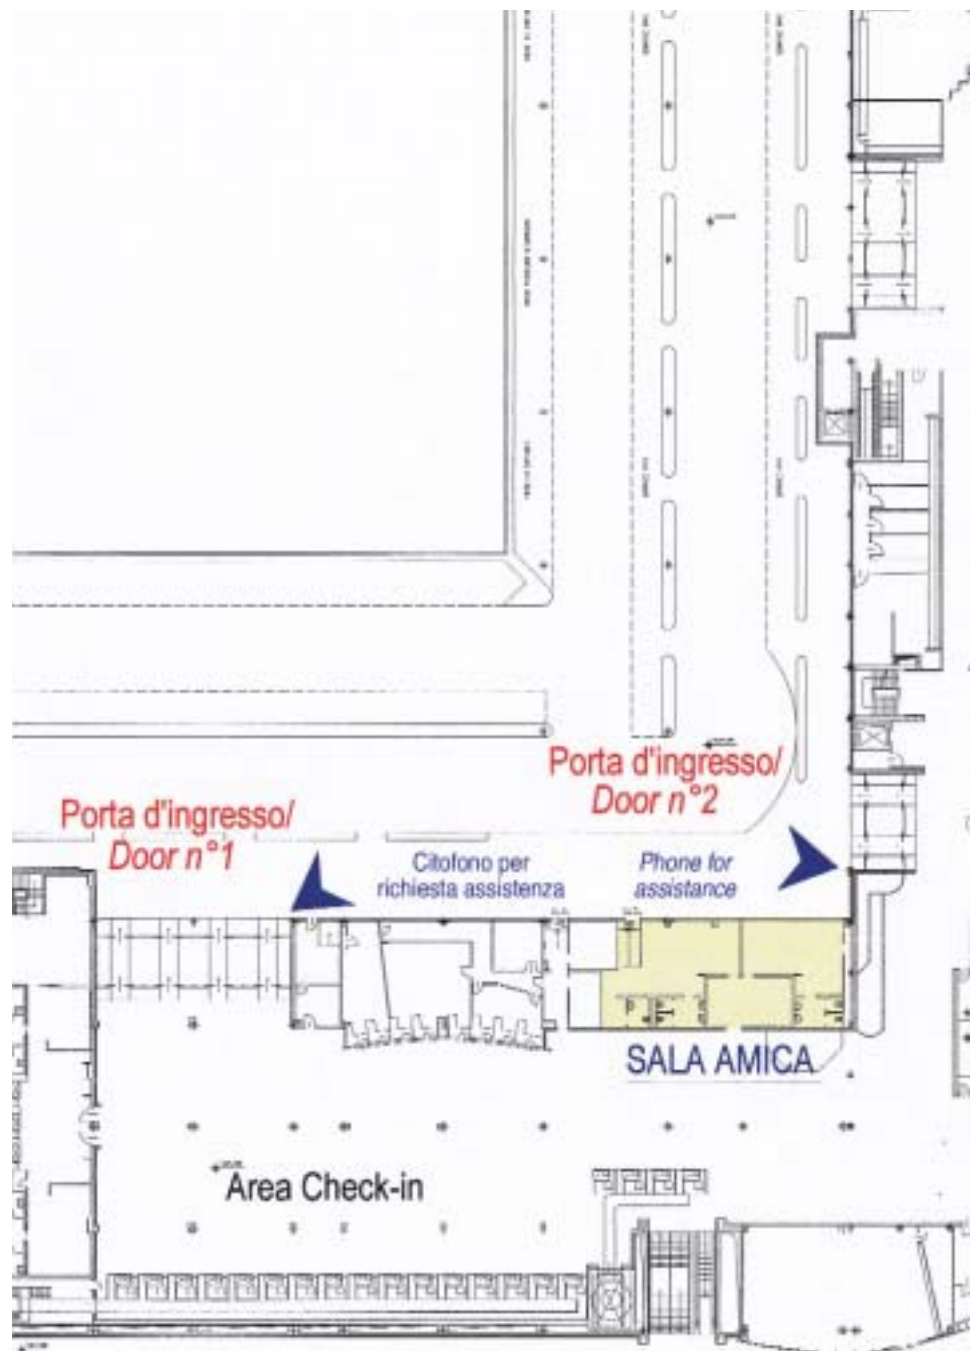 Porta d'ingresso/
Door n°2
Porta d'ingresso/
Door n°1
Citofono per
richiesta assistenza
Phone for
assistance
SALA AMICA
Area Check-in